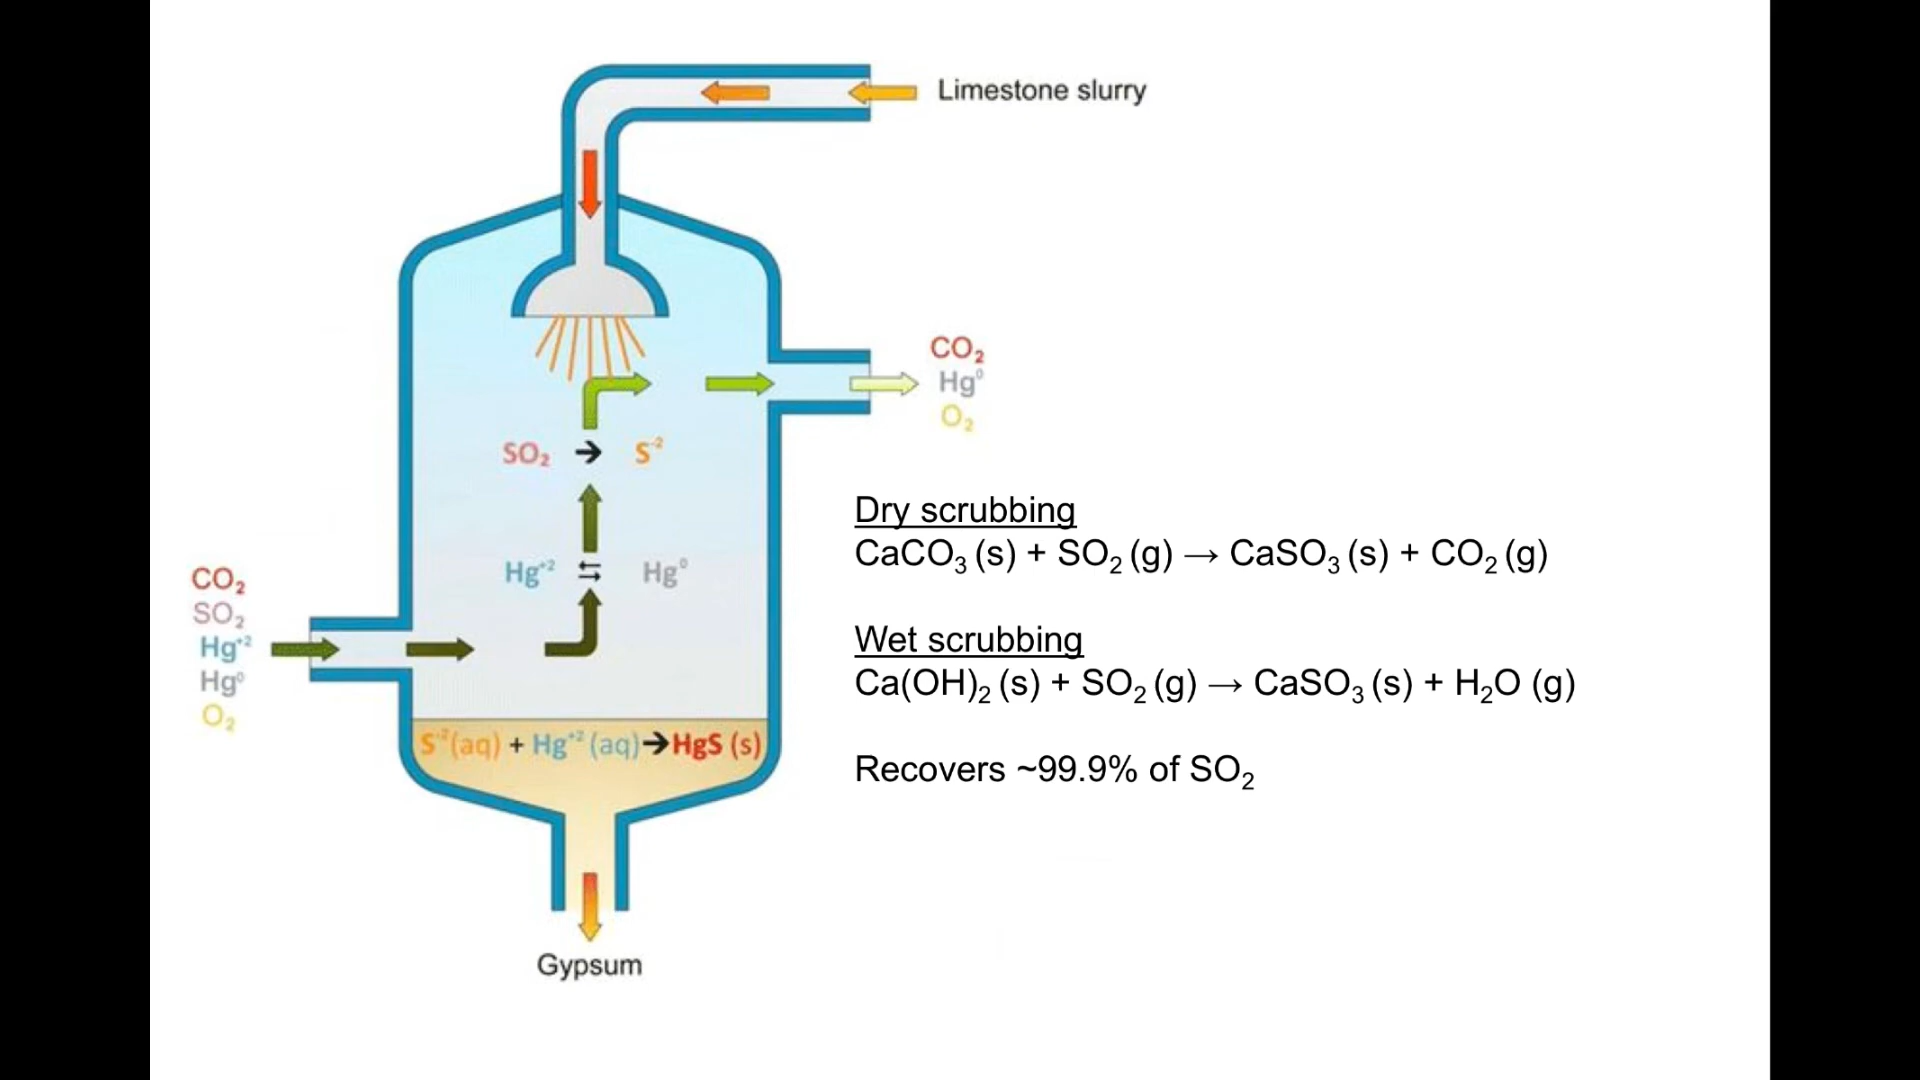 Limestone slurry
CO₂
Hg⁰
O₂
SO₂ → S⁻²
Hg⁺² ⇆ Hg⁰
CO₂
SO₂
Hg⁺²
Hg⁰
O₂
S⁻²(aq) + Hg⁺² (aq)→HgS (s)
Gypsum
Dry scrubbing
CaCO₃ (s) + SO₂ (g) → CaSO₃ (s) + CO₂ (g)
Wet scrubbing
Ca(OH)₂ (s) + SO₂ (g) → CaSO₃ (s) + H₂O (g)
Recovers ~99.9% of SO₂